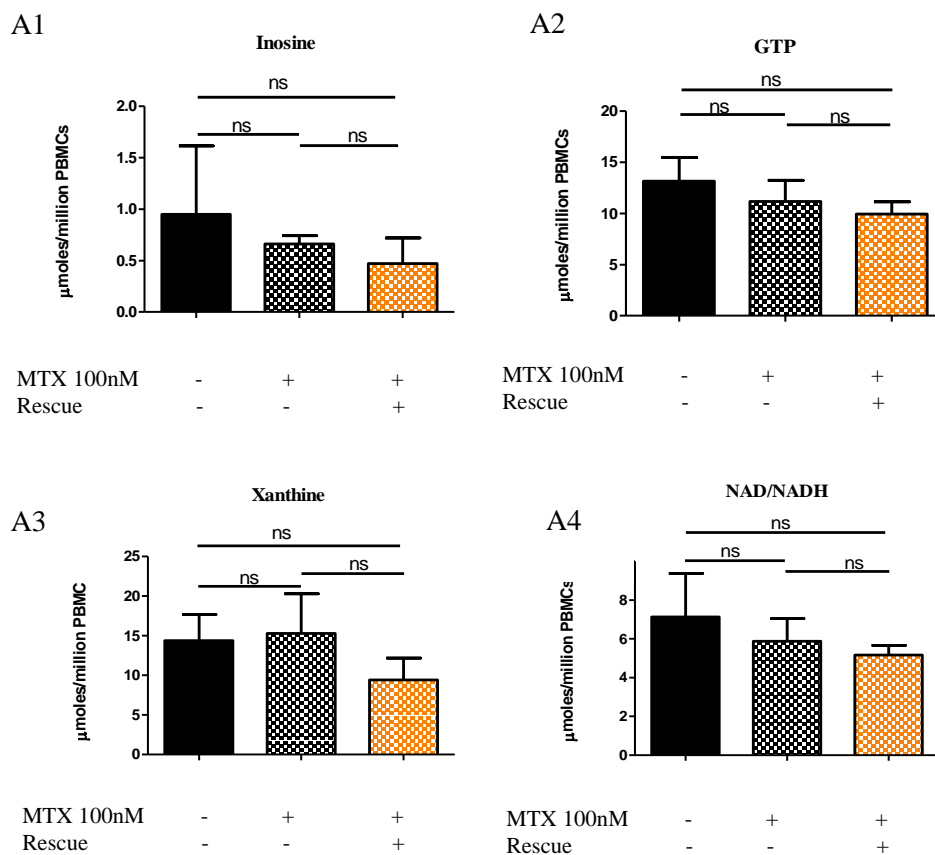 A1
Inosine
ns
ns
ns
2.0
1.5
1.0
0.5
0.0
μmoles/million PBMCs
MTX 100nM - + +
Rescue - - +
A2
GTP
ns
ns
ns
20
15
10
5
0
μmoles/million PBMCs
MTX 100nM - + +
Rescue - - +
A3
Xanthine
ns
ns
ns
25
20
15
10
5
0
μmoles/million PBMC
MTX 100nM - + +
Rescue - - +
A4
NAD/NADH
ns
ns
ns
8
6
4
2
0
μmoles/million PBMCs
MTX 100nM - + +
Rescue - - +